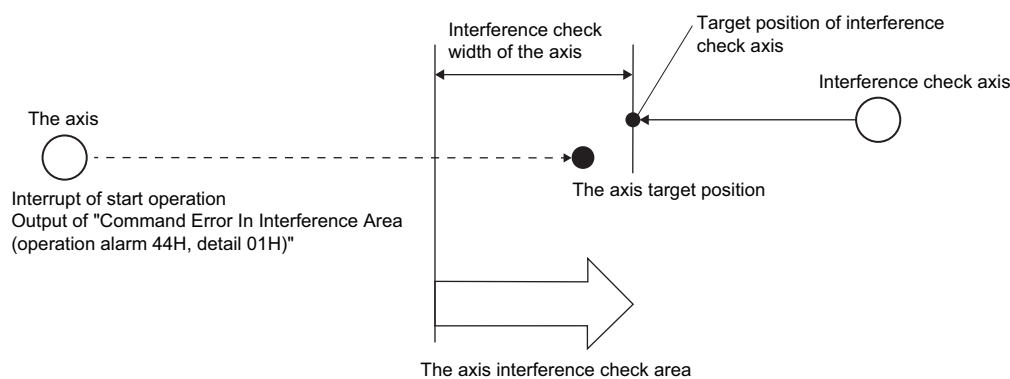 Interference check
width of the axis
Target position of interference
check axis
Interference check axis
The axis
The axis target position
Interrupt of start operation
Output of "Command Error In Interference Area
(operation alarm 44H, detail 01H)"
The axis interference check area